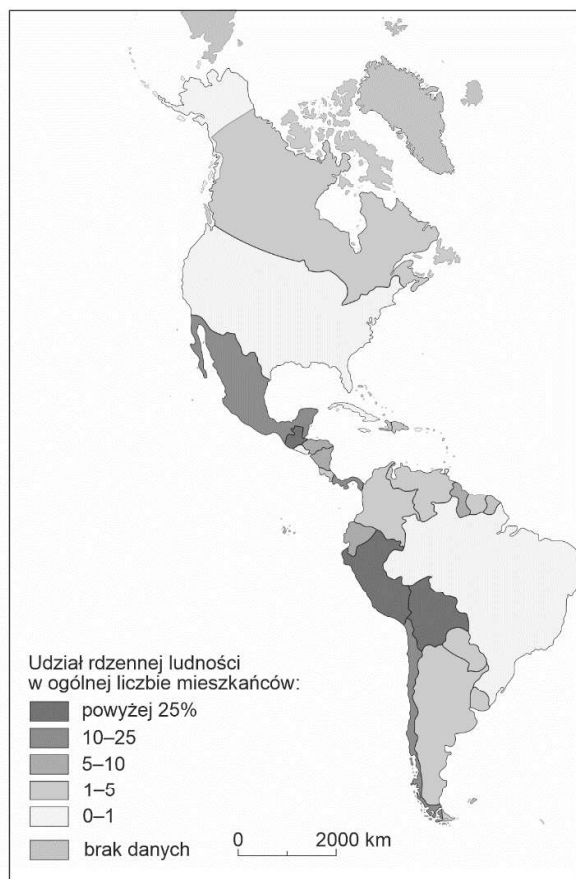 Udział rdzennej ludności
w ogólnej liczbie mieszkańców:
powyżej 25%
10–25
5–10
1–5
0–1
brak danych
0 2000 km